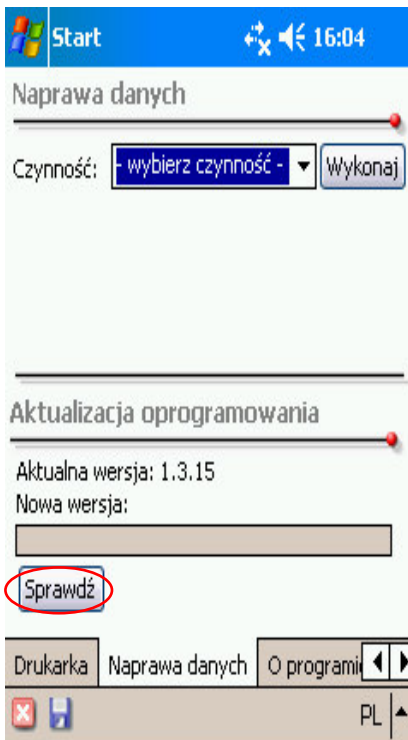 Start 16:04
Naprawa danych
Czynność: - wybierz czynność - Wykonaj
Aktualizacja oprogramowania
Aktualna wersja: 1.3.15
Nowa wersja:
Sprawdź
Drukarka Naprawa danych O programi
PL